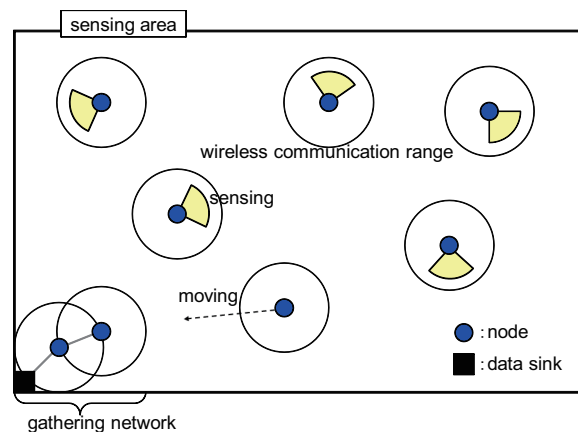 sensing area
wireless communication range
sensing
moving
: node
: data sink
gathering network